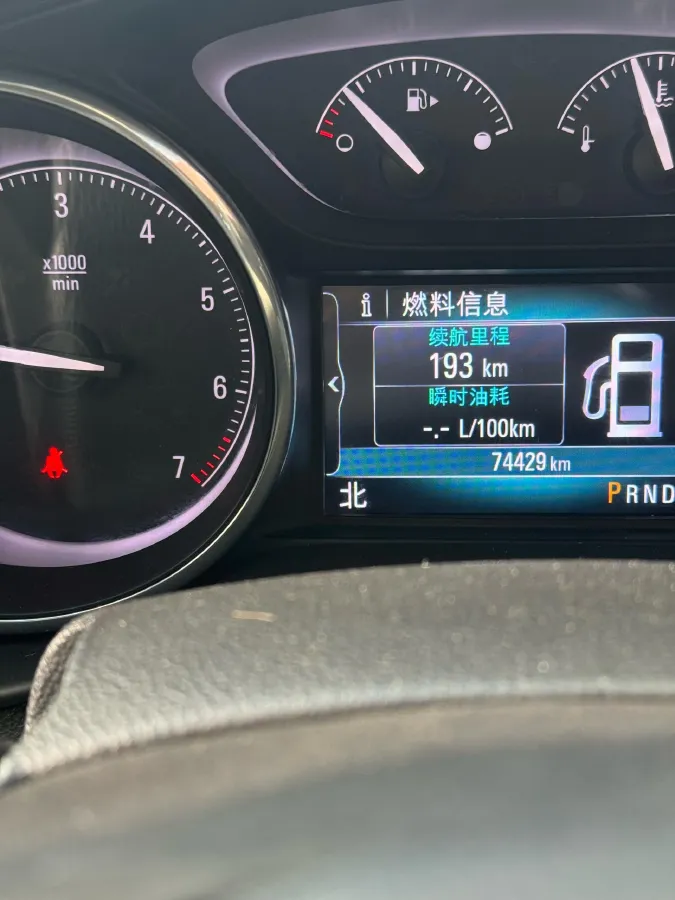 3
4
x1000
min
5
6
7
i 燃料信息
续航里程
193 km
瞬时油耗
-.- L/100km
74429 km
北
PRND